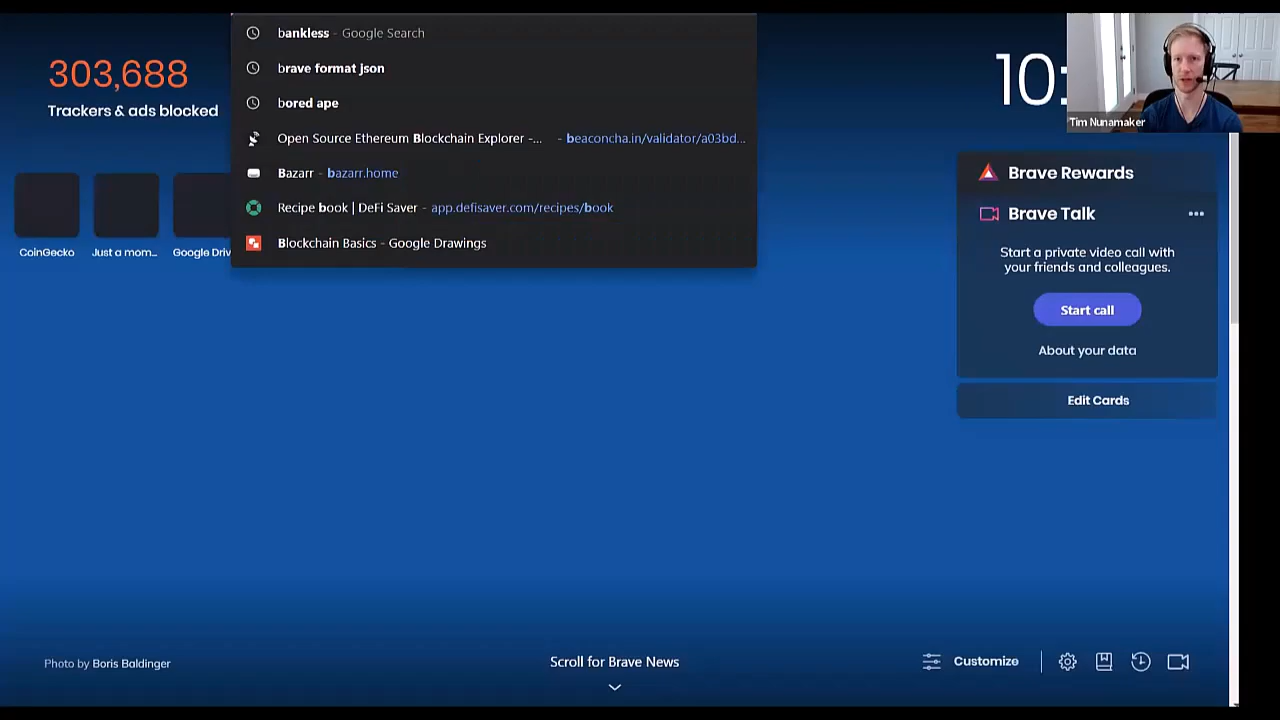 303,688
Trackers & ads blocked
CoinGecko
Just a mom...
Google Driv
bankless - Google Search
brave format json
bored ape
Open Source Ethereum Blockchain Explorer -... - beaconcha.in/validator/a03bd...
Bazarr - bazarr.home
Recipe book | DeFi Saver - app.defisaver.com/recipes/book
Blockchain Basics - Google Drawings
10:
Tim Nunamaker
Brave Rewards
Brave Talk
Start a private video call with
your friends and colleagues.
Start call
About your data
Edit Cards
Photo by Boris Baldinger
Scroll for Brave News
Customize